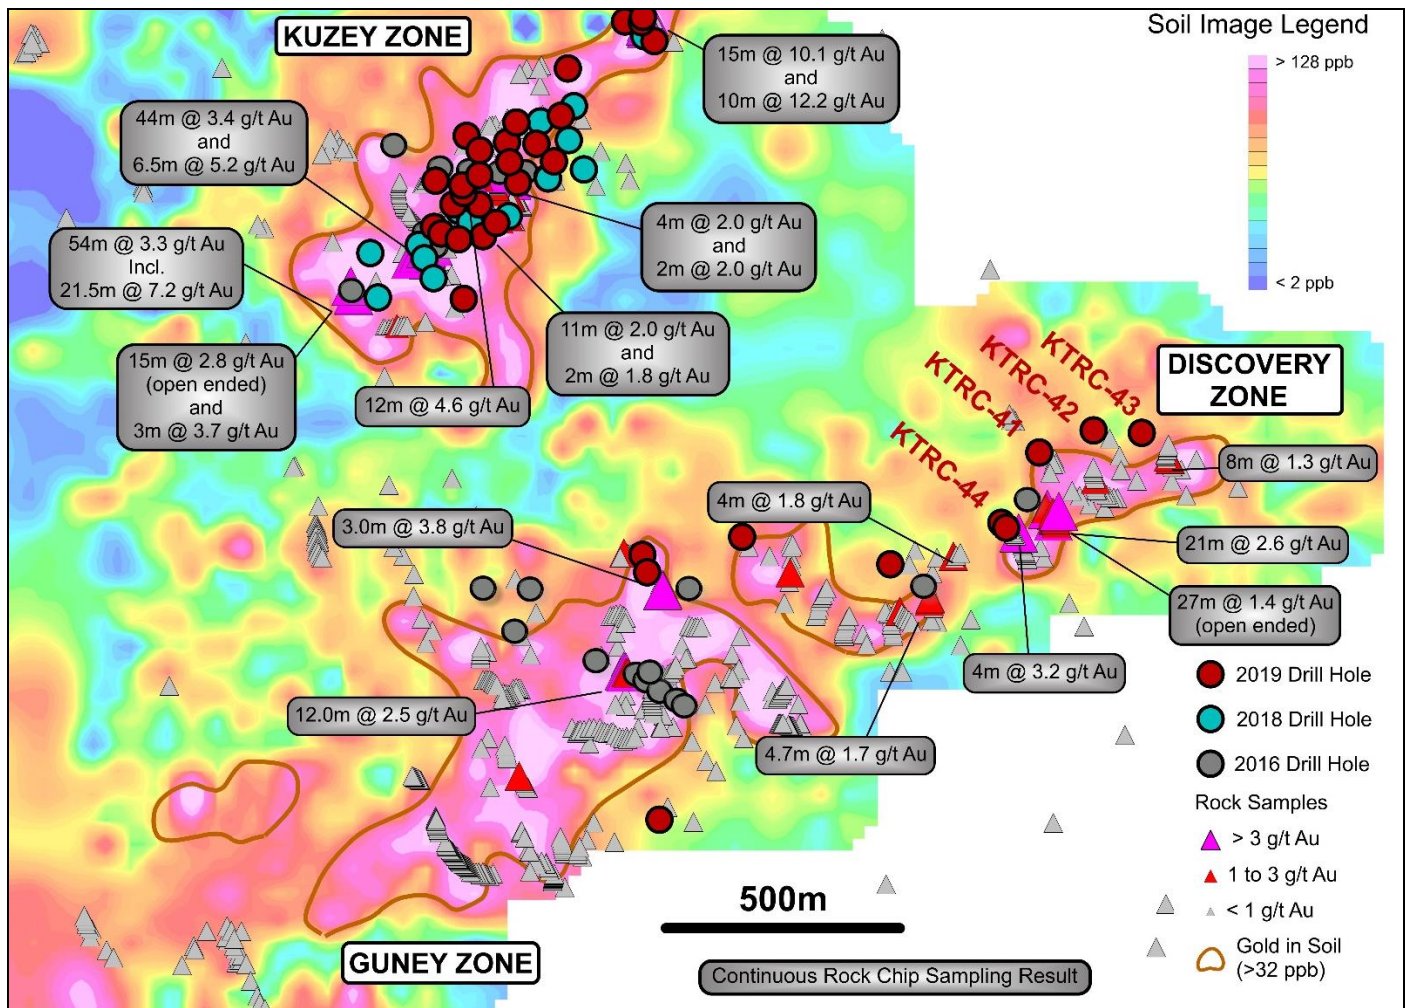 KUZEY ZONE
15m @ 10.1 g/t Au
and
10m @ 12.2 g/t Au
Soil Image Legend
> 128 ppb
< 2 ppb
44m @ 3.4 g/t Au
and
6.5m @ 5.2 g/t Au
54m @ 3.3 g/t Au
Incl.
21.5m @ 7.2 g/t Au
4m @ 2.0 g/t Au
and
2m @ 2.0 g/t Au
15m @ 2.8 g/t Au
(open ended)
and
3m @ 3.7 g/t Au
11m @ 2.0 g/t Au
and
2m @ 1.8 g/t Au
12m @ 4.6 g/t Au
KTRC-44
KTRC-41
KTRC-42
KTRC-43
DISCOVERY
ZONE
8m @ 1.3 g/t Au
4m @ 1.8 g/t Au
3.0m @ 3.8 g/t Au
21m @ 2.6 g/t Au
27m @ 1.4 g/t Au
(open ended)
4m @ 3.2 g/t Au
12.0m @ 2.5 g/t Au
4.7m @ 1.7 g/t Au
2019 Drill Hole
2018 Drill Hole
2016 Drill Hole
Rock Samples
> 3 g/t Au
1 to 3 g/t Au
< 1 g/t Au
Gold in Soil
(>32 ppb)
500m
GUNEY ZONE
Continuous Rock Chip Sampling Result